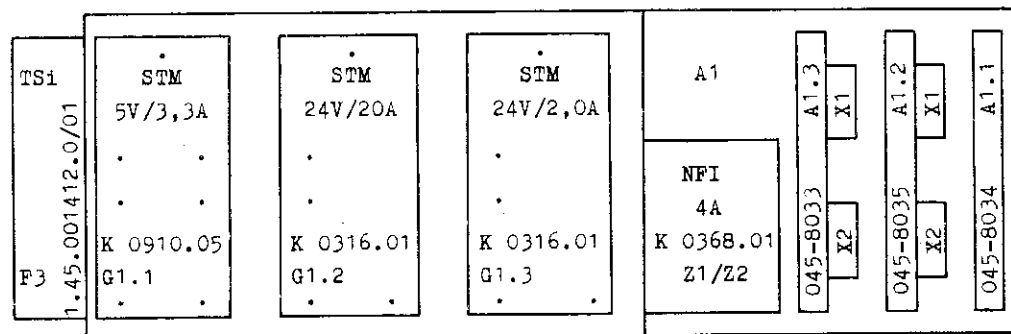 TSi
F3
1.45.001412.0/01
STM
5V/3,3A
K 0910.05
G1.1
STM
24V/20A
K 0316.01
G1.2
STM
24V/2,0A
K 0316.01
G1.3
A1
NFI
4A
K 0368.01
Z1/Z2
045-8033 A1.3
X1
X2
045-8035 A1.2
X1
X2
045-8034 A1.1